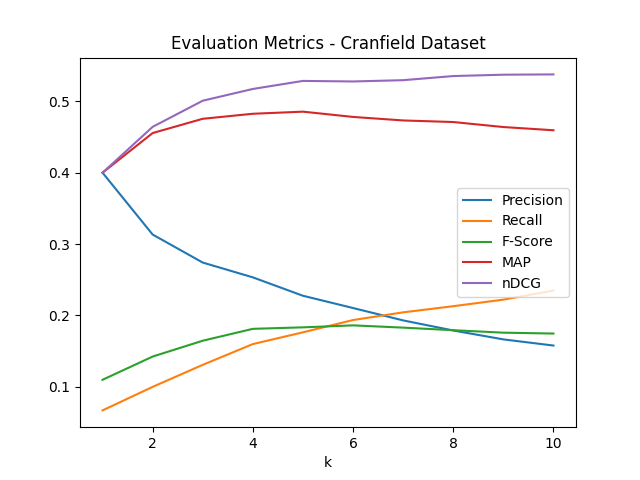 Evaluation Metrics - Cranfield Dataset
0.5
0.4
0.3
0.2
0.1
Precision
Recall
F-Score
MAP
nDCG
2
4
6
8
10
k